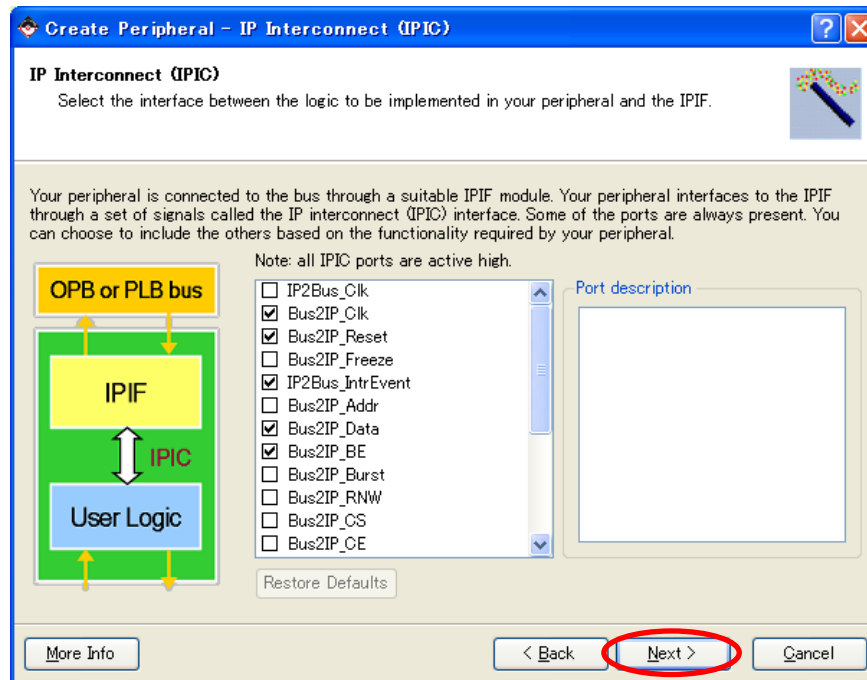 Create Peripheral - IP Interconnect (IPIC)
IP Interconnect (IPIC)
Select the interface between the logic to be implemented in your peripheral and the IPIF.
Your peripheral is connected to the bus through a suitable IPIF module. Your peripheral interfaces to the IPIF
through a set of signals called the IP interconnect (IPIC) interface. Some of the ports are always present. You
can choose to include the others based on the functionality required by your peripheral.
Note: all IPIC ports are active high.
OPB or PLB bus
IPIF
IPIC
User Logic
IP2Bus_Clk
Bus2IP_Clk
Bus2IP_Reset
Bus2IP_Freeze
IP2Bus_IntrEvent
Bus2IP_Addr
Bus2IP_Data
Bus2IP_BE
Bus2IP_Burst
Bus2IP_RNW
Bus2IP_CS
Bus2IP_CE
Port description
Restore Defaults
More Info
< Back
Next >
Cancel